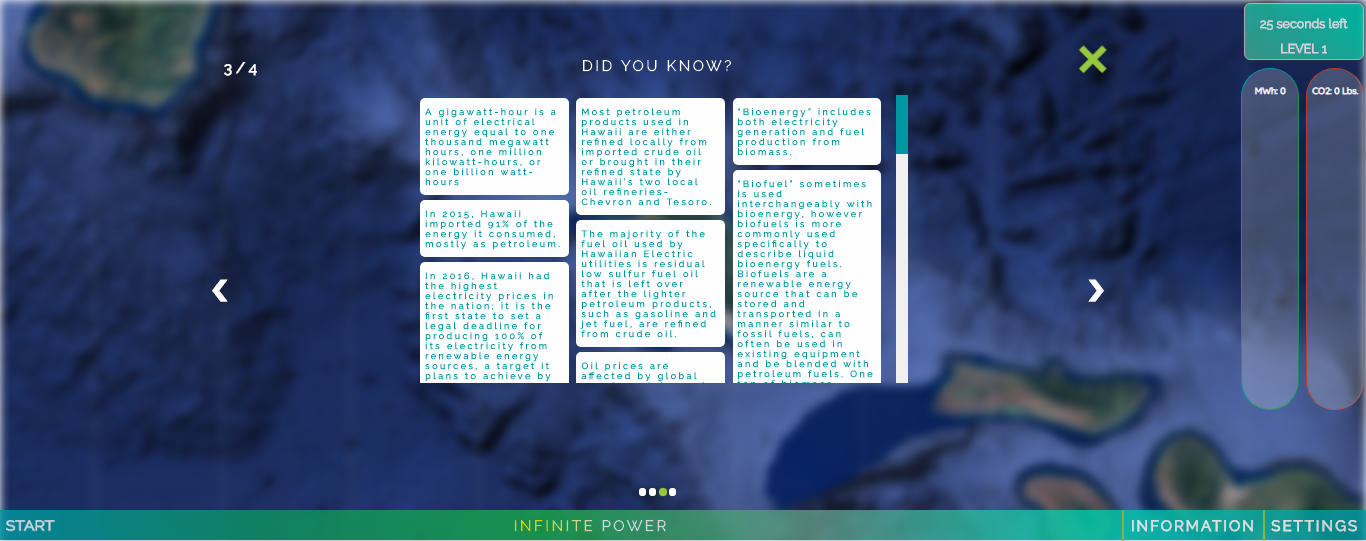 25 seconds left
LEVEL 1
3/4
DID YOU KNOW?
MWh: 0
CO2: 0 Lbs.
A gigawatt-hour is a
unit of electrical
energy equal to one
thousand megawatt
hours, one million
kilowatt-hours, or
one billion watt-
hours
In 2015, Hawaii
imported 91% of the
energy it consumed,
mostly as petroleum.
In 2016, Hawaii had
the highest
electricity prices in
the nation; it is the
first state to set a
legal deadline for
producing 100% of
its electricity from
renewable energy
sources, a target it
plans to achieve by
Most petroleum
products used in
Hawaii are either
refined locally from
imported crude oil
or brought in their
refined state by
Hawaii's two local
oil refineries-
Chevron and Tesoro.
The majority of the
fuel oil used by
Hawaiian Electric
utilities is residual
low sulfur fuel oil
that is left over
after the lighter
petroleum products,
such as gasoline and
jet fuel, are refined
from crude oil.
Oil prices are
affected by global
"Bioenergy" includes
both electricity
generation and fuel
production from
biomass.
"Biofuel" sometimes
is used
interchangeably with
bioenergy, however
biofuels is more
commonly used
specifically to
describe liquid
bioenergy fuels.
Biofuels are a
renewable energy
source that can be
stored and
transported in a
manner similar to
fossil fuels, can
often be used in
existing equipment
and be blended with
petroleum fuels. One
START
INFINITE POWER
INFORMATION
SETTINGS